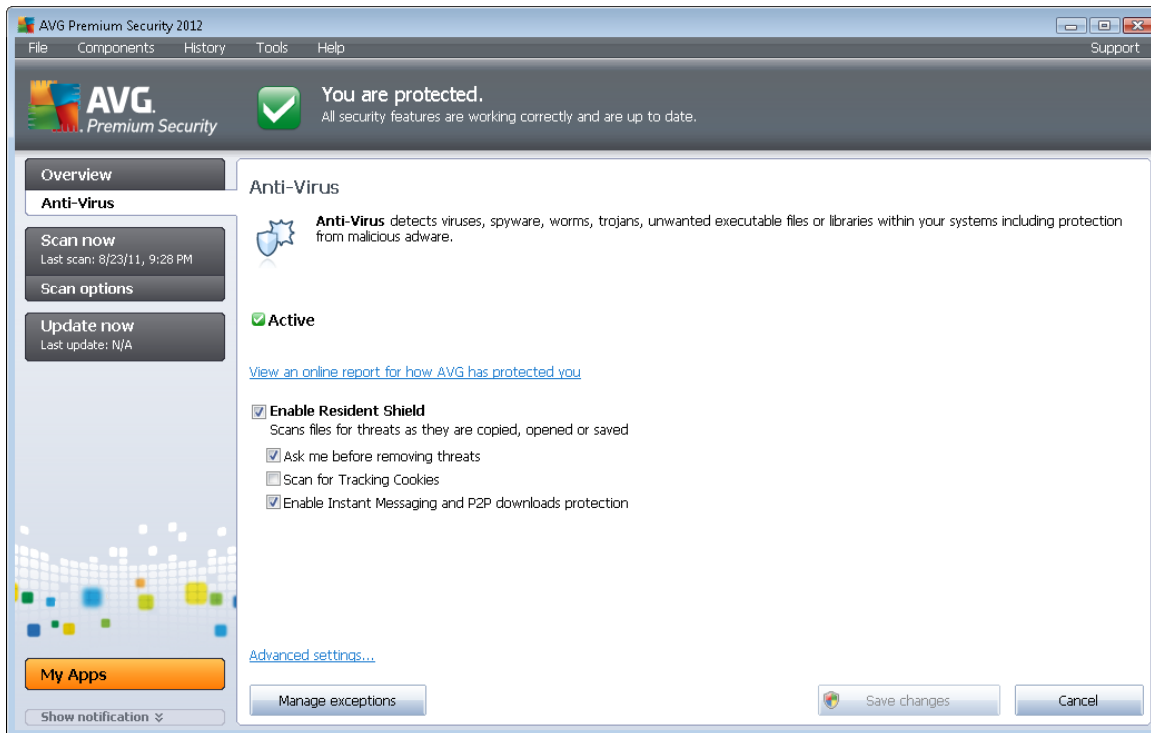 AVG Premium Security 2012
File Components History Tools Help Support
AVG.
Premium Security
You are protected.
All security features are working correctly and are up to date.
Overview
Anti-Virus
Scan now
Last scan: 8/23/11, 9:28 PM
Scan options
Update now
Last update: N/A
My Apps
Show notification
Anti-Virus
Anti-Virus detects viruses, spyware, worms, trojans, unwanted executable files or libraries within your systems including protection
from malicious adware.
Active
View an online report for how AVG has protected you
Enable Resident Shield
Scans files for threats as they are copied, opened or saved
Ask me before removing threats
Scan for Tracking Cookies
Enable Instant Messaging and P2P downloads protection
Advanced settings...
Manage exceptions
Save changes
Cancel